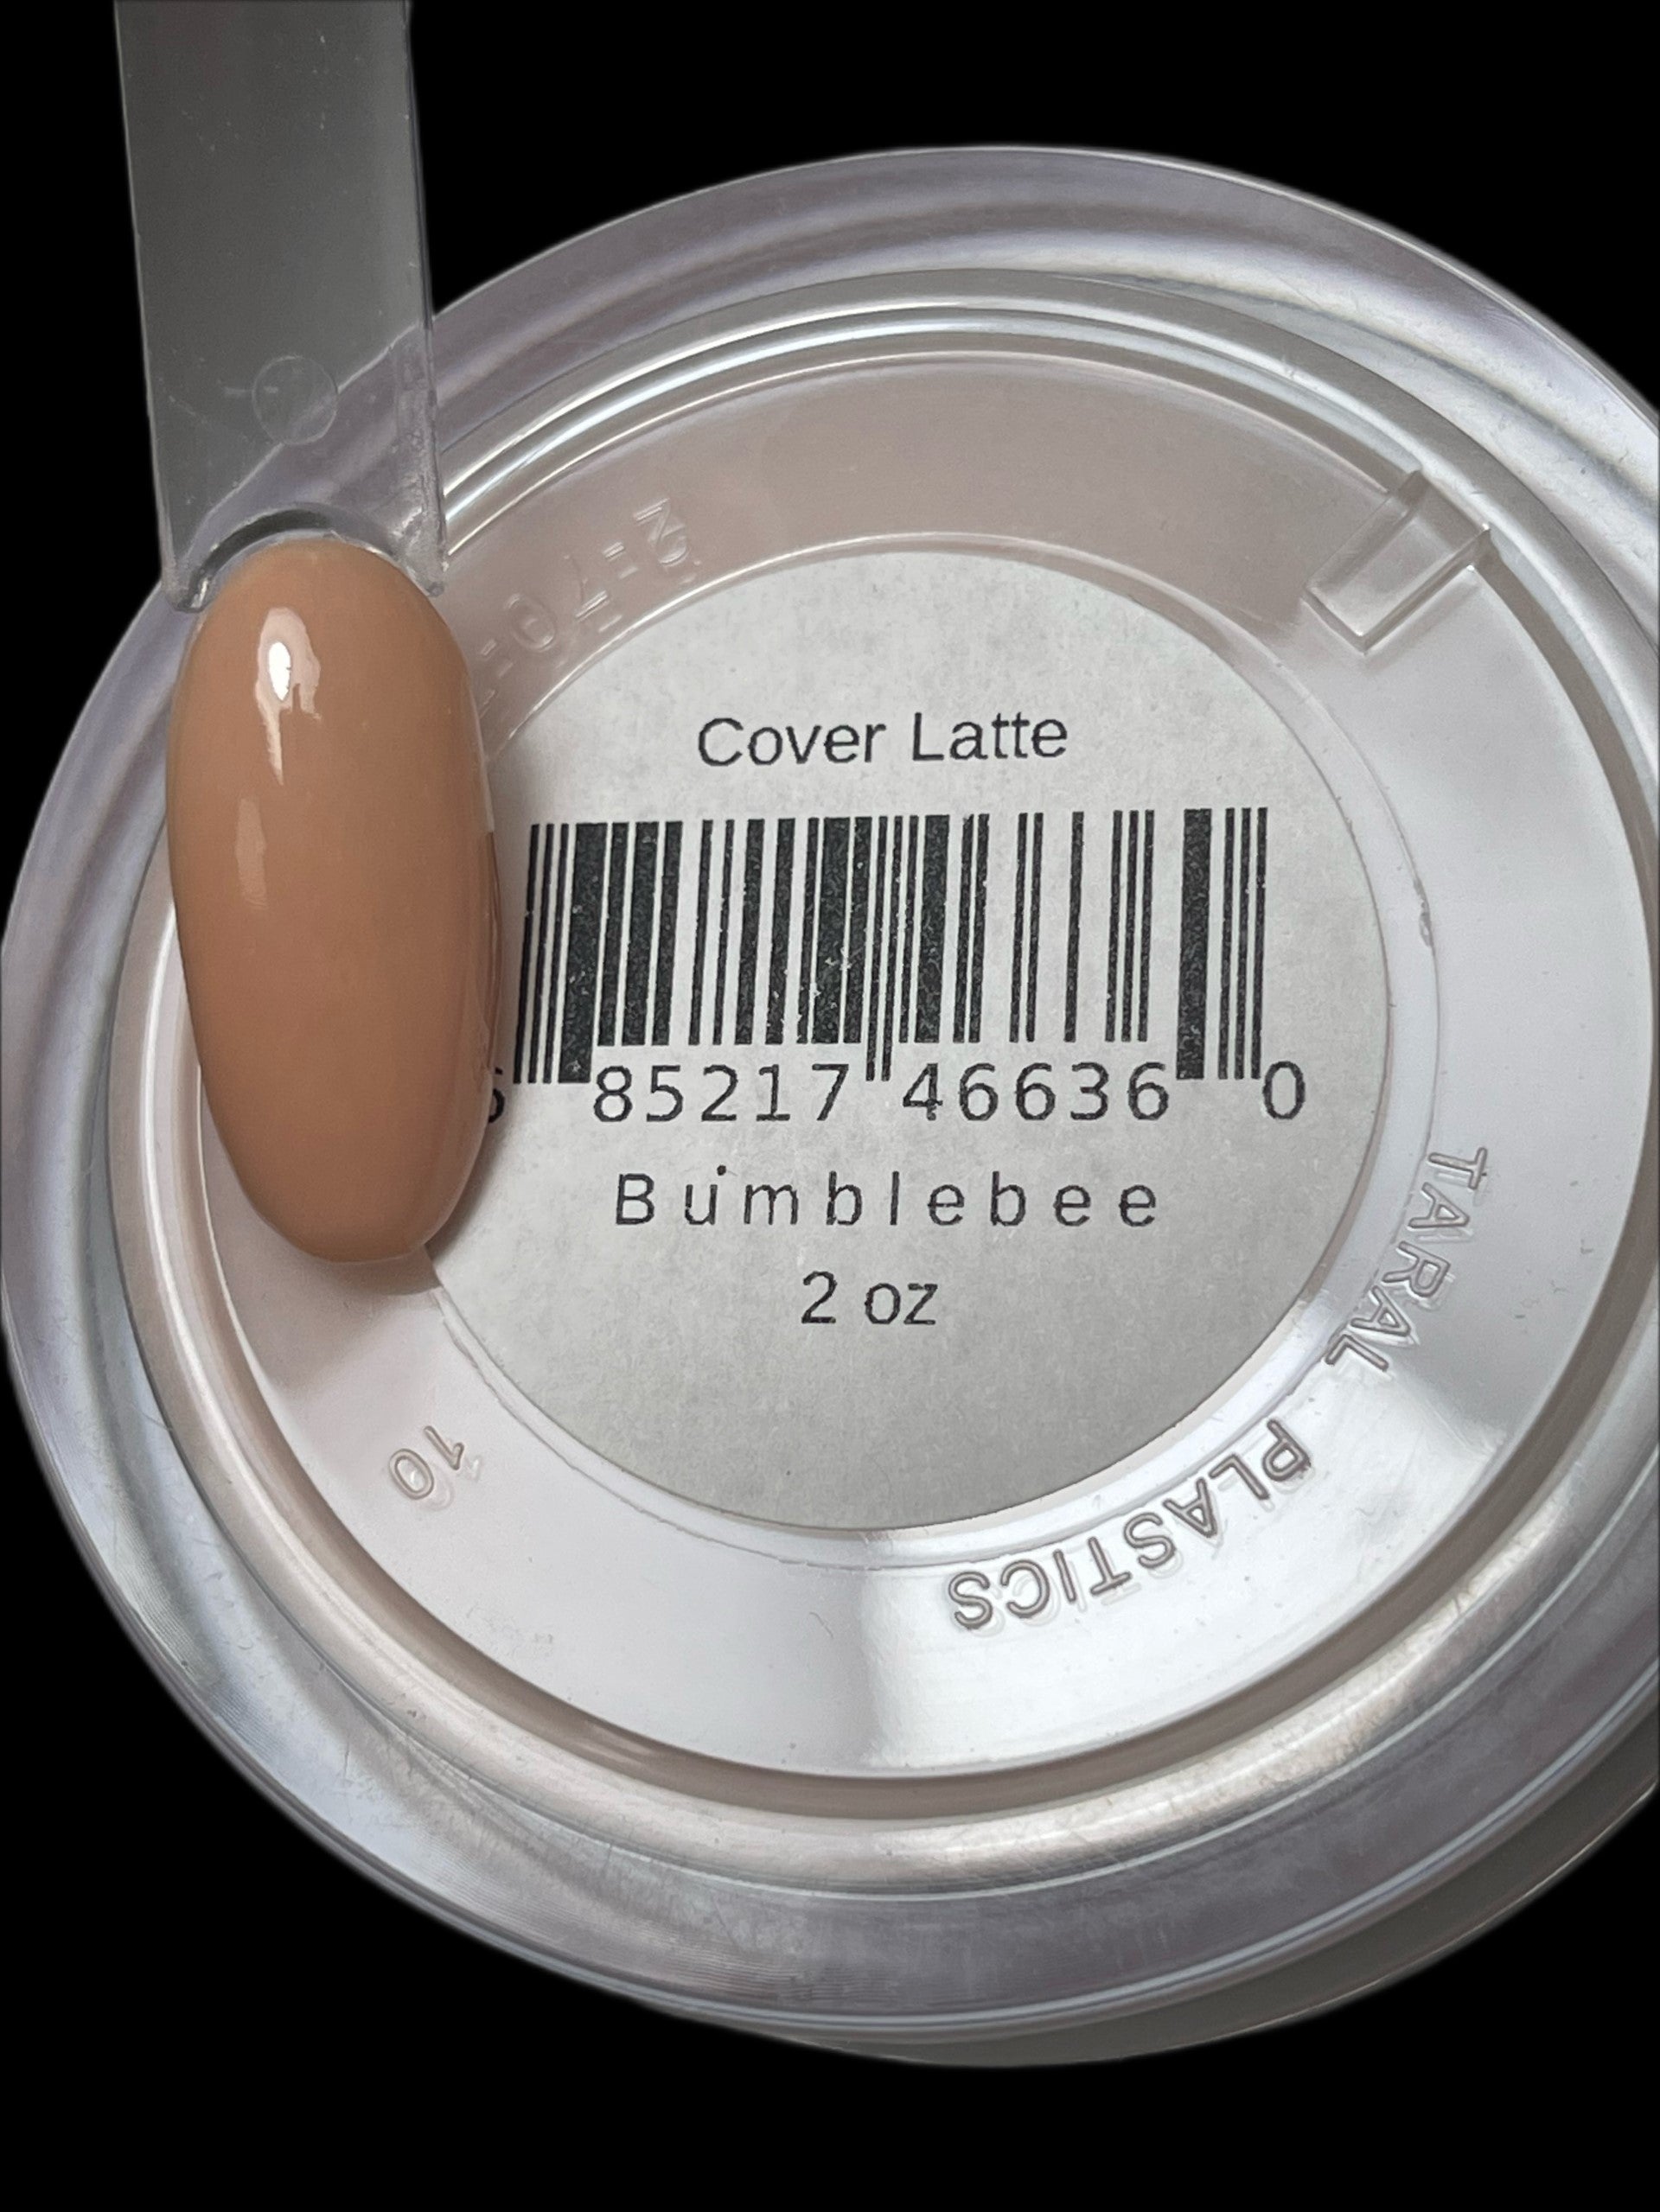 Cover Latte
85217 46636 0
Bumblebee
2 oz
TARAL PLASTICS
10